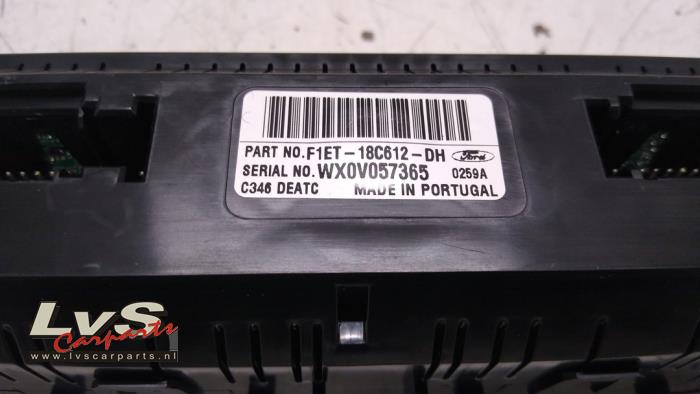 PART NO.F1ET-18C612-DH Ford
SERIAL NO.WX0V057365 0259A
C346 DEATC MADE IN PORTUGAL
LvS
Carparts
www.lvscarparts.nl